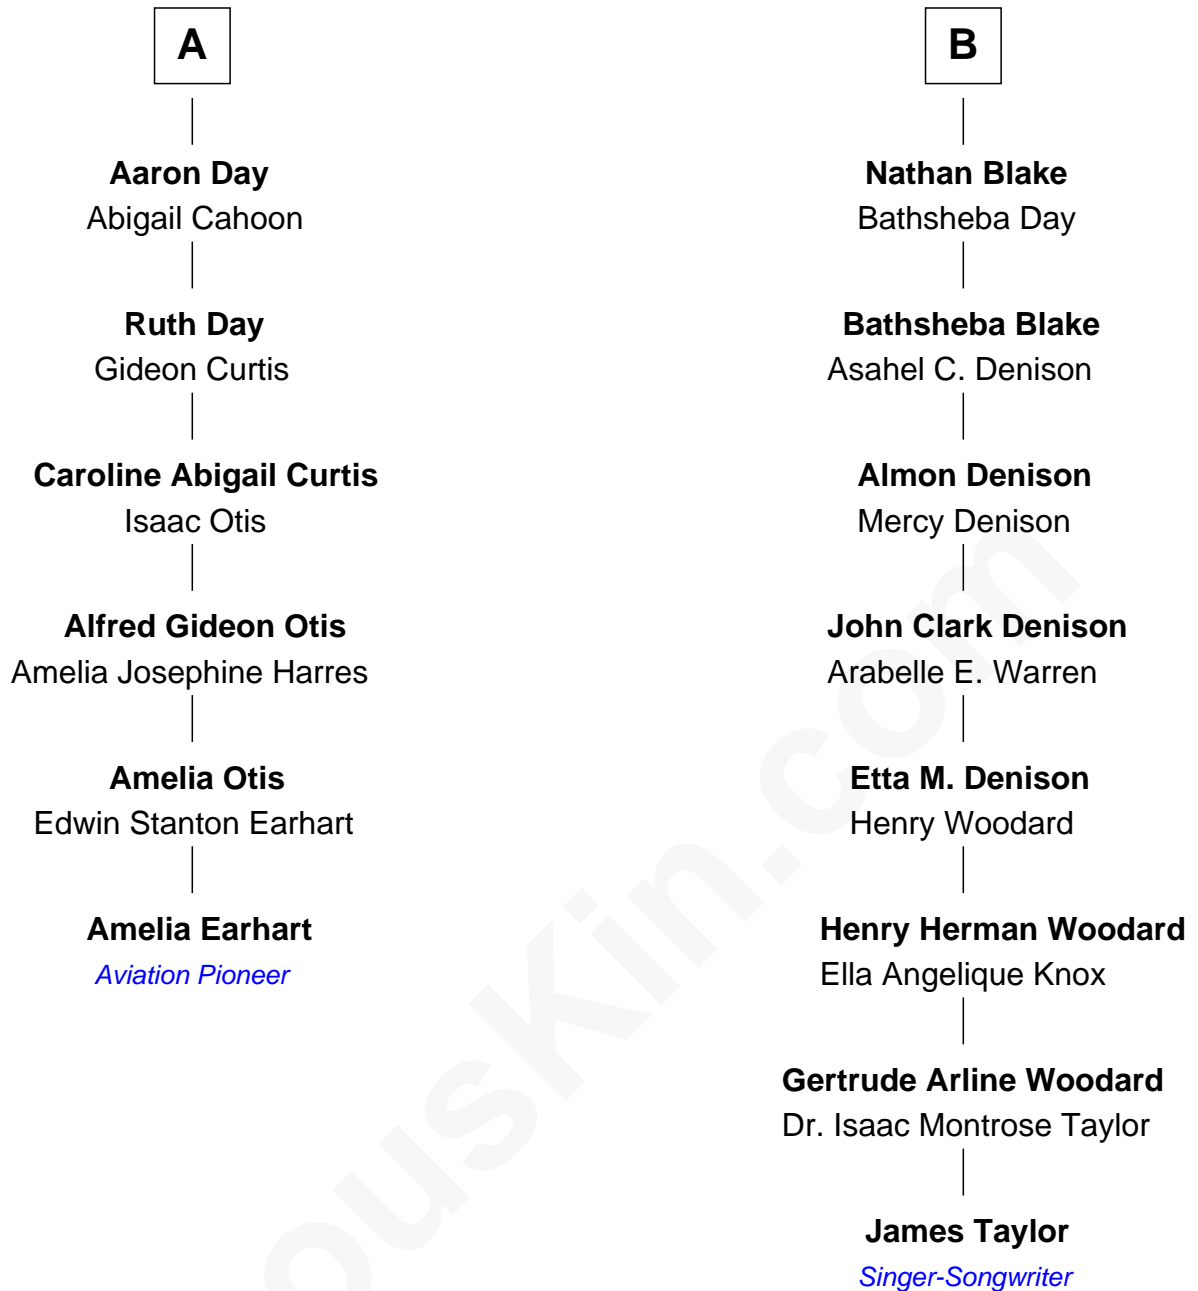 A
Aaron Day
Abigail Cahoon
Ruth Day
Gideon Curtis
Caroline Abigail Curtis
Isaac Otis
Alfred Gideon Otis
Amelia Josephine Harres
Amelia Otis
Edwin Stanton Earhart
Amelia Earhart
Aviation Pioneer
B
Nathan Blake
Bathsheba Day
Bathsheba Blake
Asahel C. Denison
Almon Denison
Mercy Denison
John Clark Denison
Arabelle E. Warren
Etta M. Denison
Henry Woodard
Henry Herman Woodard
Ella Angelique Knox
Gertrude Arline Woodard
Dr. Isaac Montrose Taylor
James Taylor
Singer-Songwriter
ousKin.com